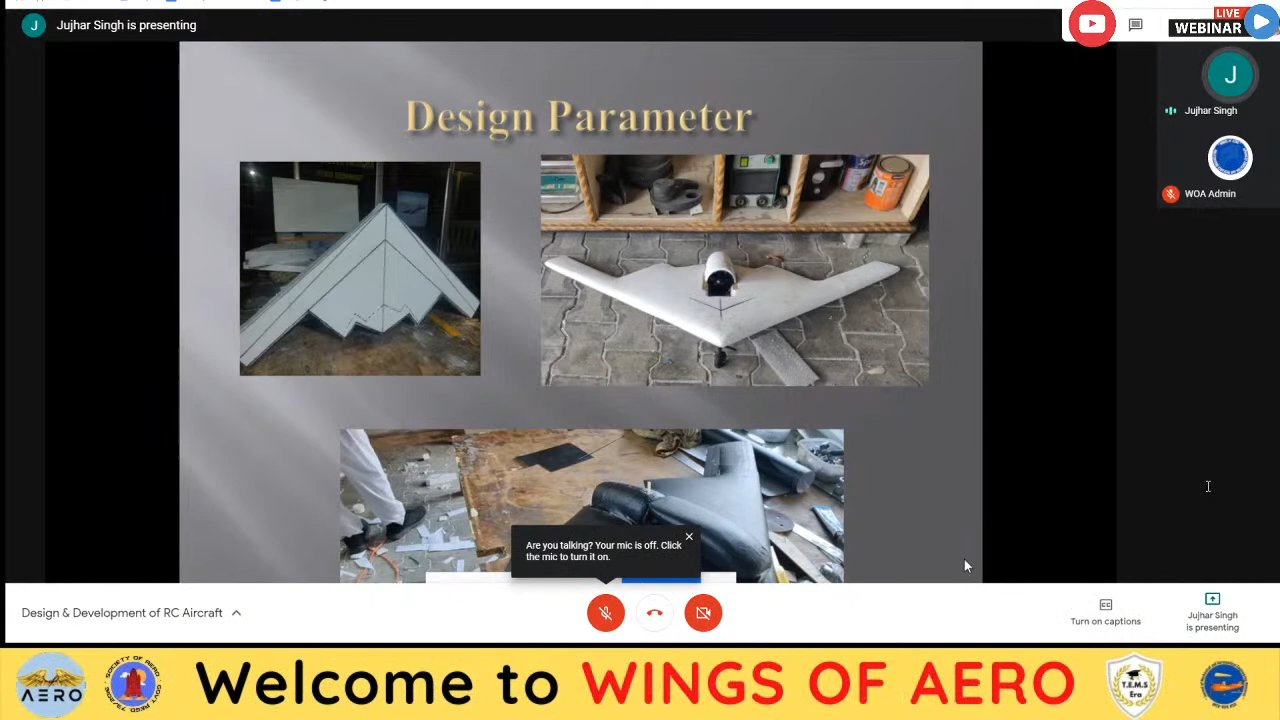 J
Jujhar Singh is presenting
LIVE
WEBINAR
Design Parameter
J
Jujhar Singh
WOA Admin
Are you talking? Your mic is off. Click
the mic to turn it on.
Design & Development of RC Aircraft
CC
Turn on captions
Jujhar Singh
is presenting
AERO
Welcome to WINGS OF AERO
T.E.M.S
Era